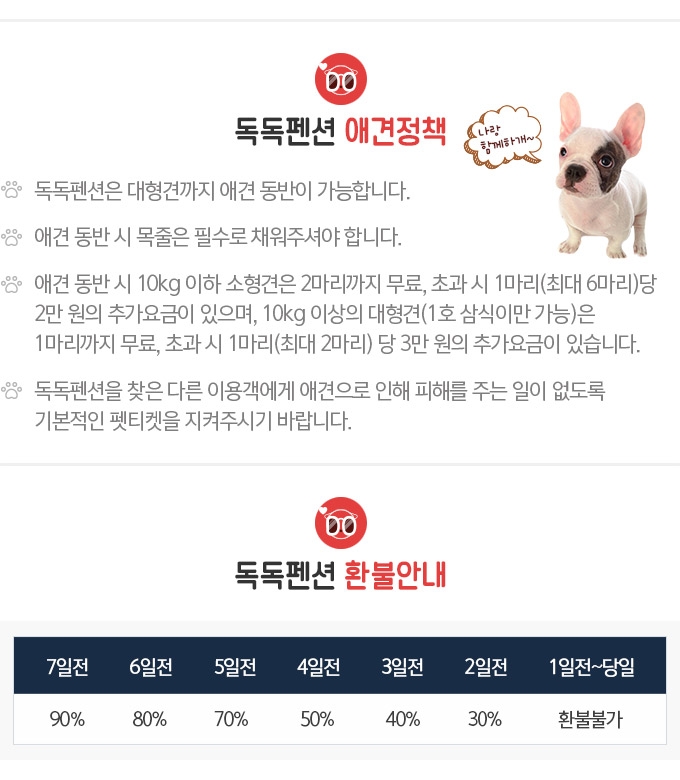 독독펜션 애견정책
나랑
함께하개~
독독펜션은 대형견까지 애견 동반이 가능합니다.
애견 동반 시 목줄은 필수로 채워주셔야 합니다.
애견 동반 시 10kg 이하 소형견은 2마리까지 무료, 초과 시 1마리(최대 6마리)당
2만 원의 추가요금이 있으며, 10kg 이상의 대형견(1호 삼식이만 가능)은
1마리까지 무료, 초과 시 1마리(최대 2마리) 당 3만 원의 추가요금이 있습니다.
독독펜션을 찾은 다른 이용객에게 애견으로 인해 피해를 주는 일이 없도록
기본적인 펫티켓을 지켜주시기 바랍니다.
독독펜션 환불안내
7일전 6일전 5일전 4일전 3일전 2일전 1일전~당일
90% 80% 70% 50% 40% 30% 환불불가